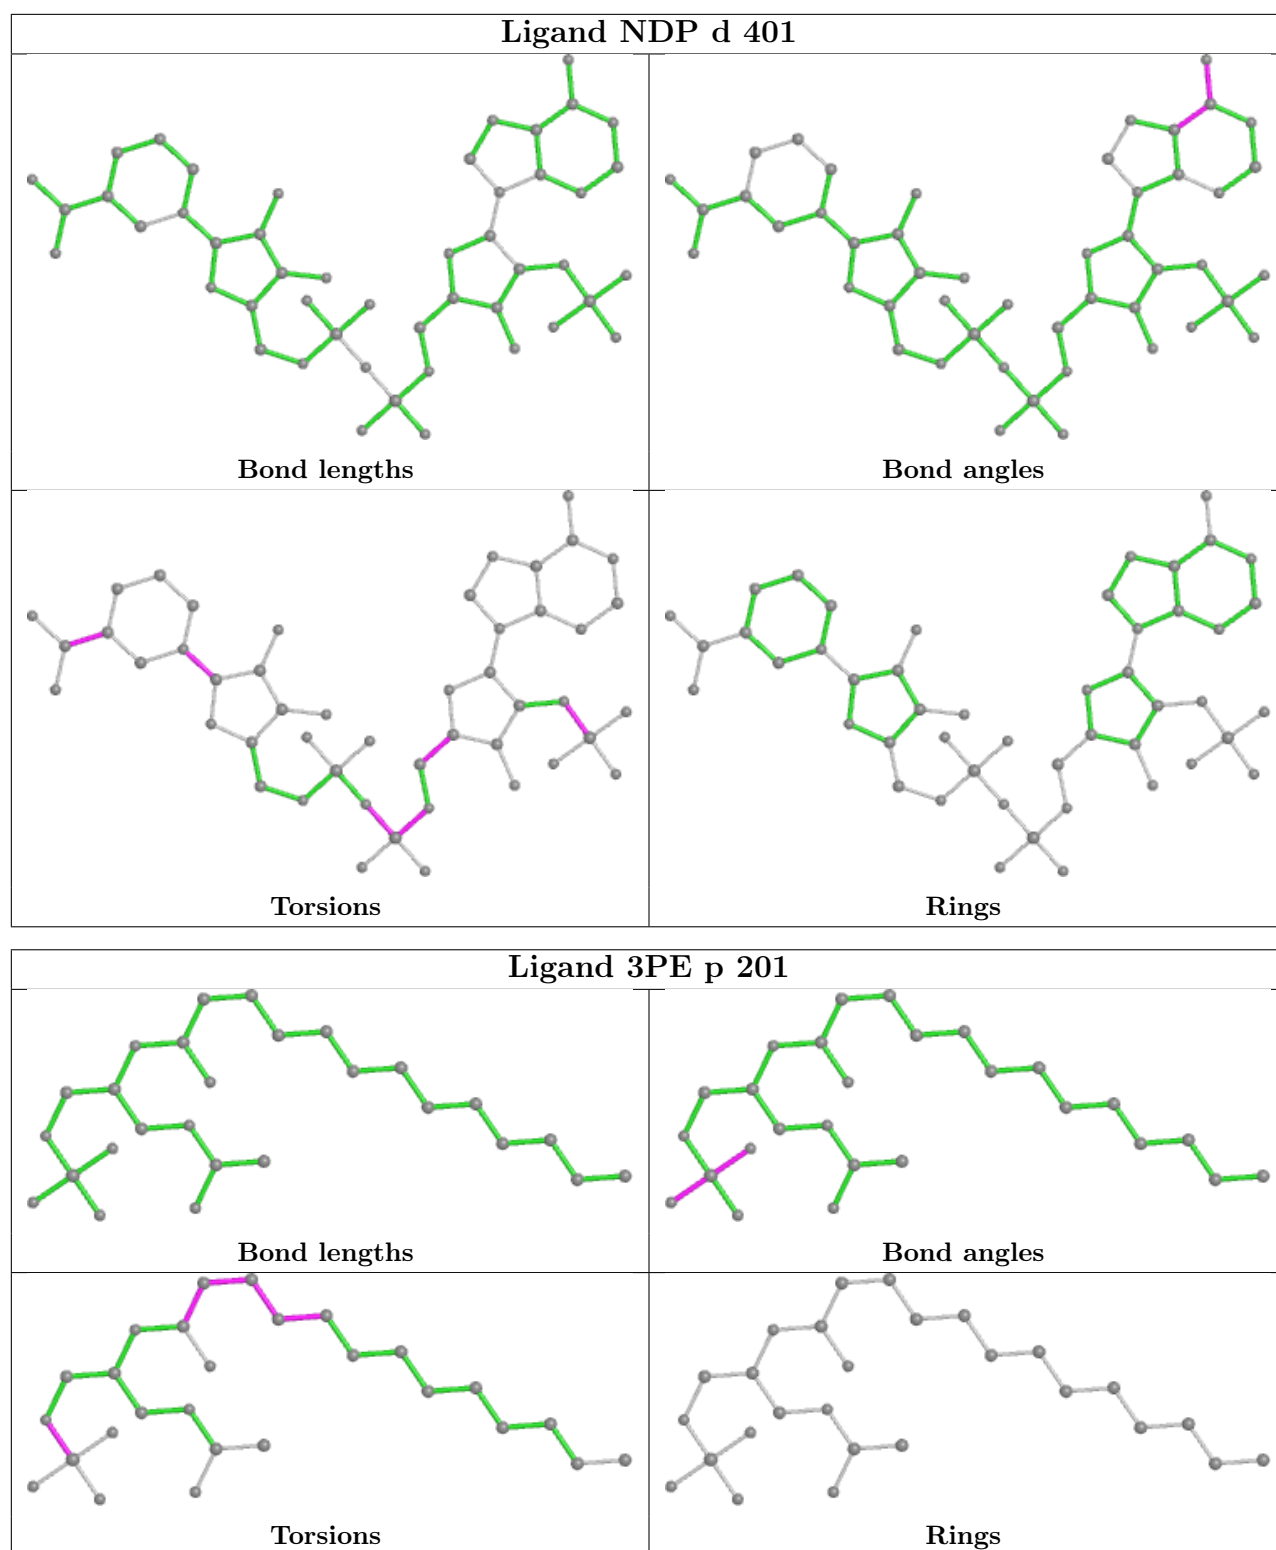 Ligand NDP d 401
Bond lengths
Bond angles
Torsions
Rings
Ligand 3PE p 201
Bond lengths
Bond angles
Torsions
Rings